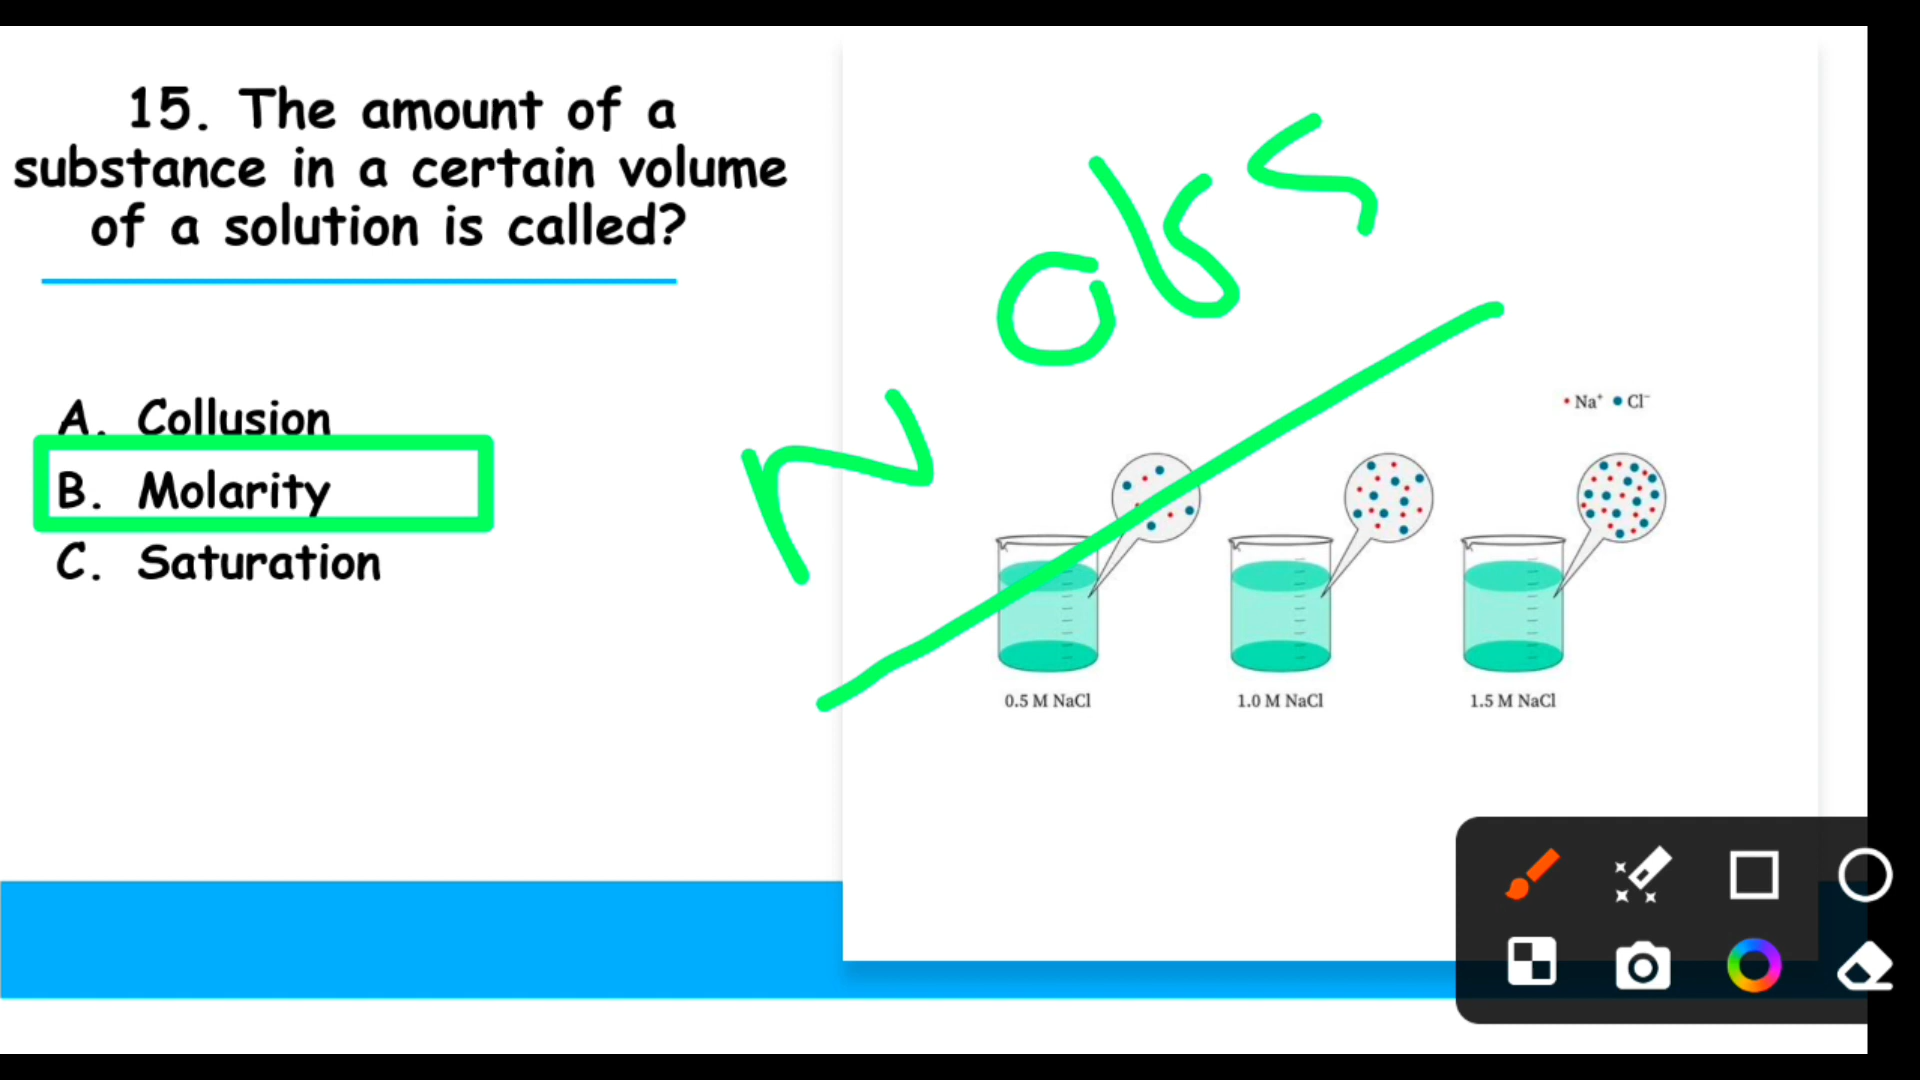 15. The amount of a
substance in a certain volume
of a solution is called?
A. Collusion
B. Molarity
C. Saturation
Na⁺ Cl⁻
0.5 M NaCl
1.0 M NaCl
1.5 M NaCl